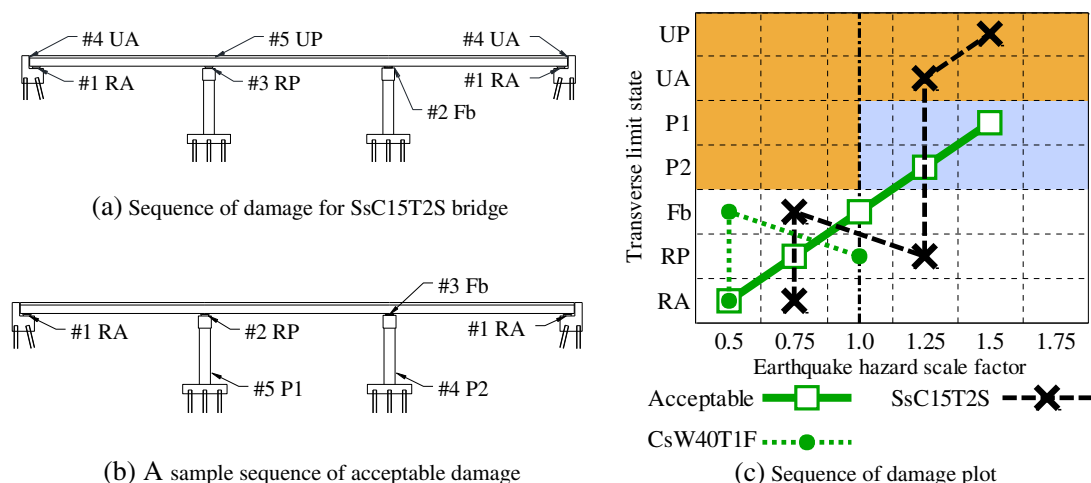 #4 UA
#5 UP
#4 UA
#1 RA
#3 RP
#1 RA
#2 Fb
(a) Sequence of damage for SsC15T2S bridge
#3 Fb
#1 RA
#2 RP
#1 RA
#5 P1
#4 P2
(b) A sample sequence of acceptable damage
Transverse limit state
UP
UA
P1
P2
Fb
RP
RA
0.5 0.75 1.0 1.25 1.5 1.75
Earthquake hazard scale factor
Acceptable SsC15T2S
CsW40T1F
(c) Sequence of damage plot